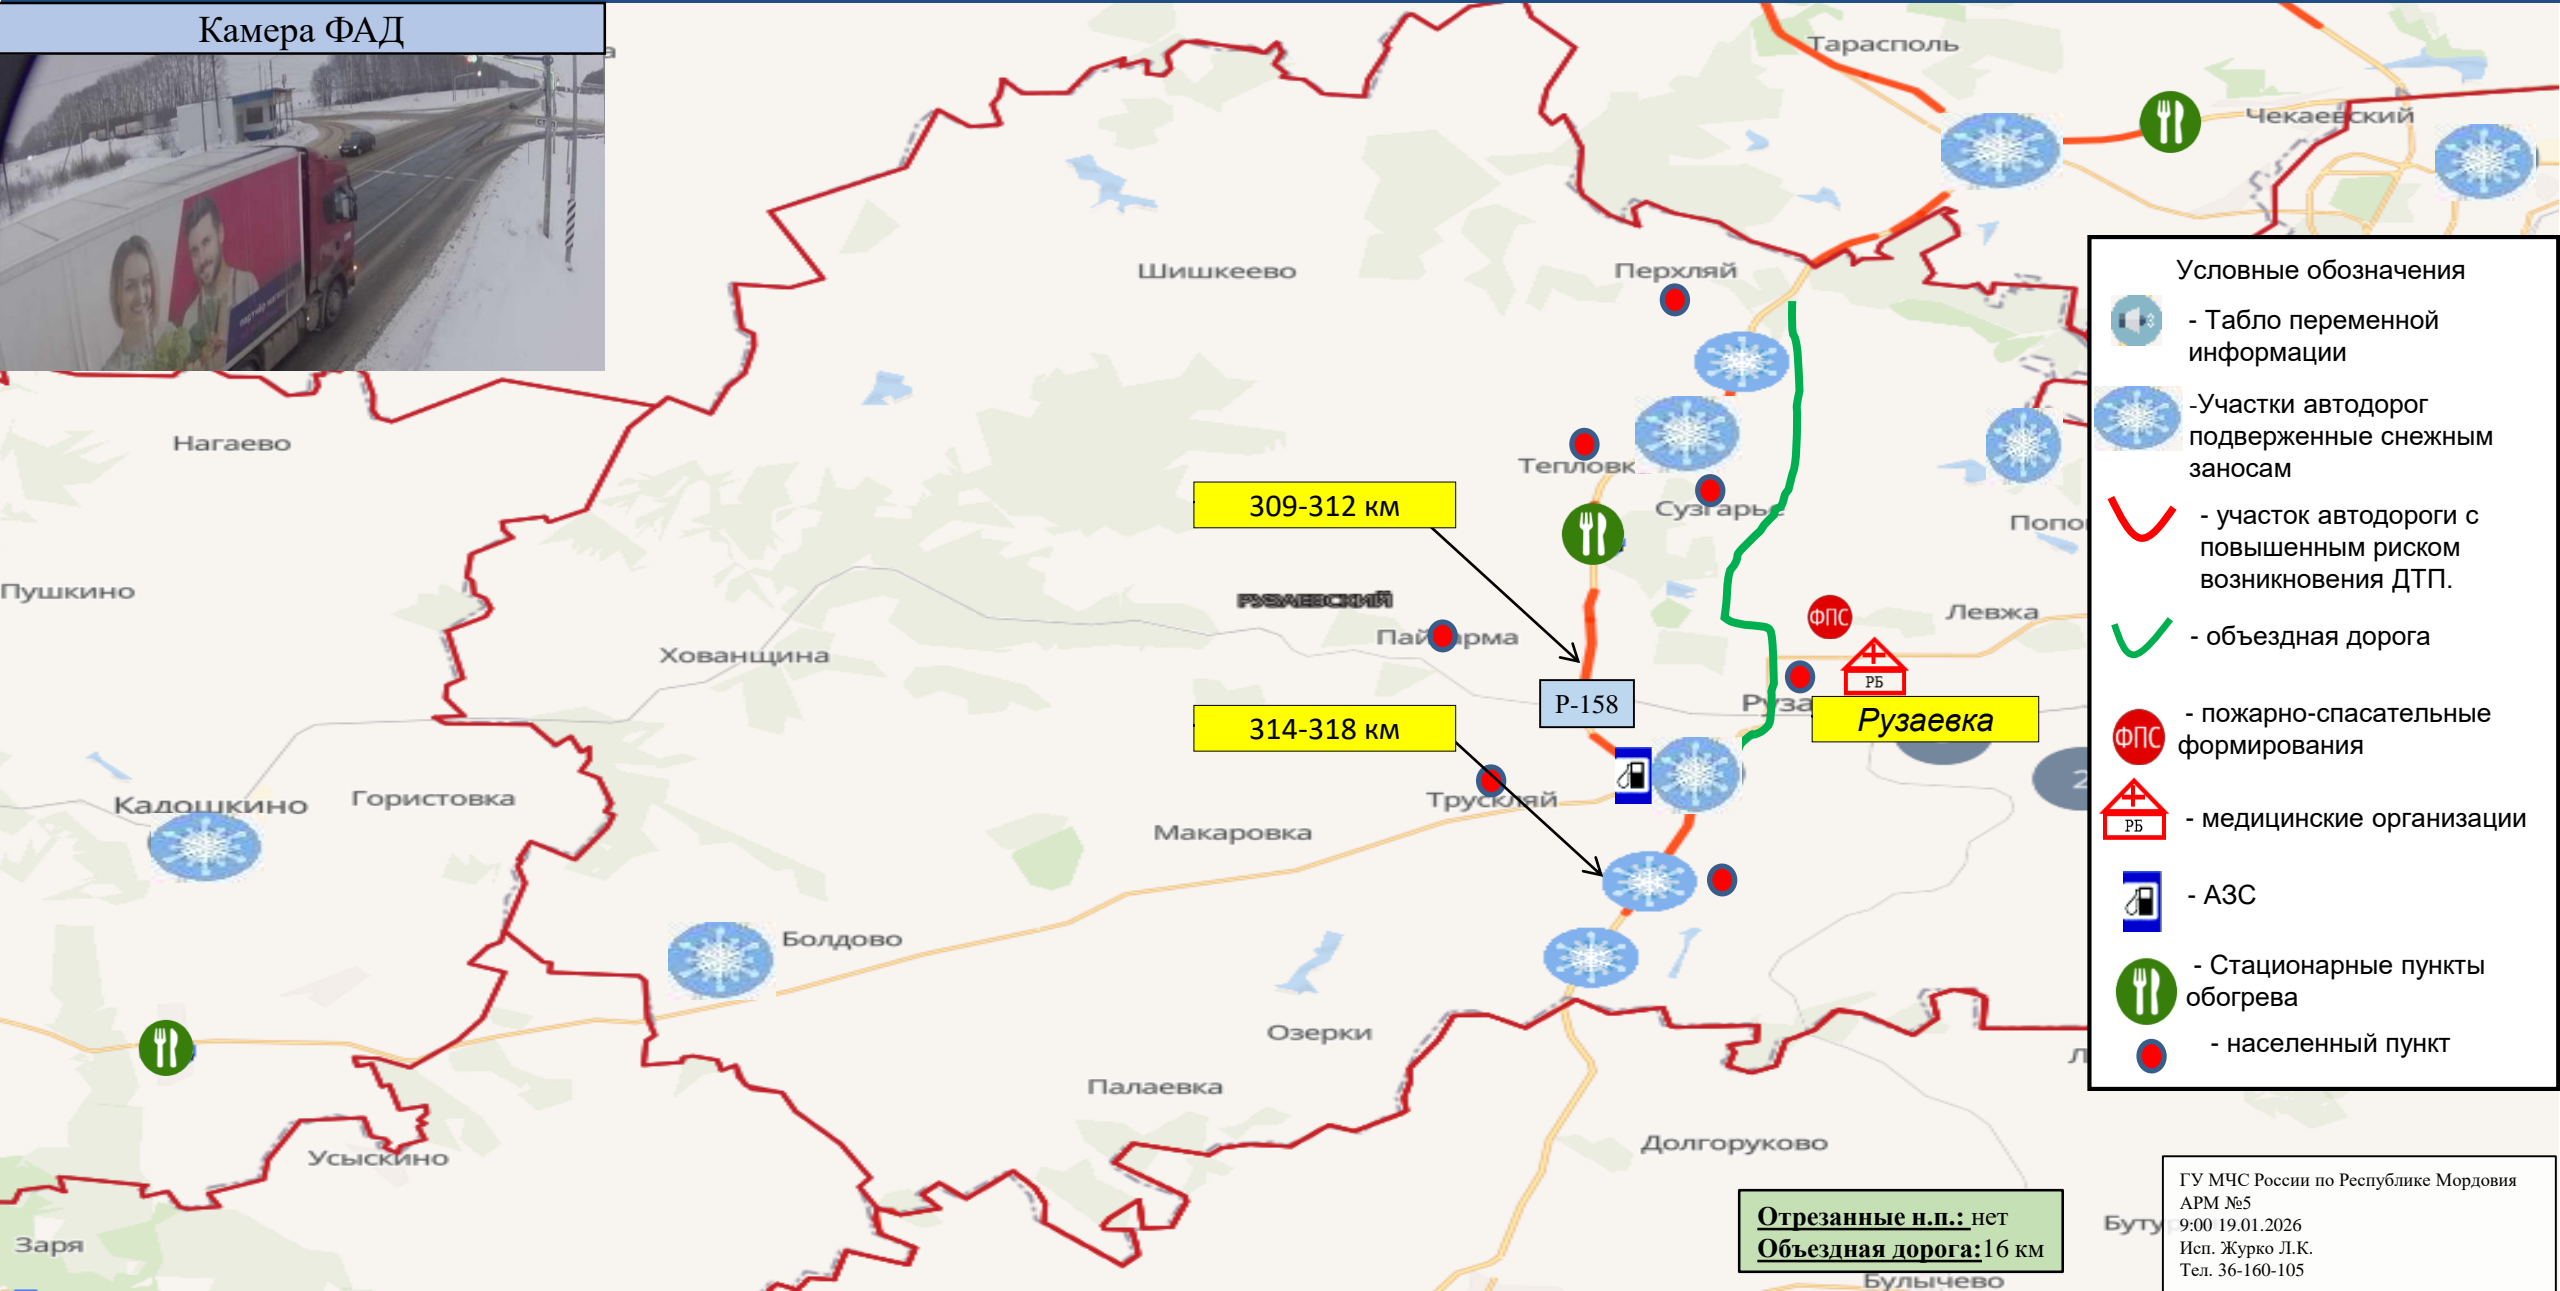 Камера ФАД
Тарасполь
Чекаевский
Шишкеево
Перхляй
Нагаево
Тепловк
Сузгарье
309-312 км
Пушкино
РУЗАЕВСКИЙ
Левжа
ФПС
Хованщина
РБ
Р-158
Рузаевка
314-318 км
Кадошкино
Гористовка
Трускляй
Макаровка
Болдово
Озерки
Палаевка
Усыскино
Долгоруково
Заря
Булычево
Условные обозначения
- Табло переменной
информации
-Участки автодорог
подверженные снежным
заносам
- участок автодороги с
повышенным риском
возникновения ДТП.
- объездная дорога
ФПС
- пожарно-спасательные
формирования
РБ
- медицинские организации
- АЗС
- Стационарные пункты
обогрева
- населенный пункт
Отрезанные н.п.: нет
Объездная дорога:16 км
ГУ МЧС России по Республике Мордовия
АРМ №5
9:00 19.01.2026
Исп. Журко Л.К.
Тел. 36-160-105